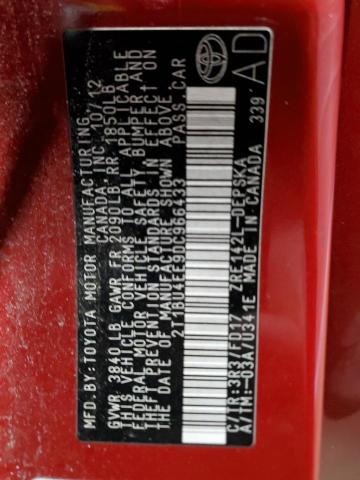 MFD.BY:TOYOTA MOTOR MANUFACTURING
CANADA, INC. 10/12
GVWR 3840LB GAWR FR 2090LB RR 1850LB
THIS VEHICLE CONFORMS TO ALL APPLICABLE
FEDERAL MOTOR VEHICLE SAFETY, BUMPER AND
THEFT PREVENTION STANDARDS IN EFFECT ON
THE DATE OF MANUFACTURE SHOWN ABOVE.
2T1BU4EE9DC966433 PASS.CAR
C/TR:3R3/FD17 ZRE142L-DEPSKA
A/TM:-03A/U341E MADE IN CANADA 339
TOYOTA
AD